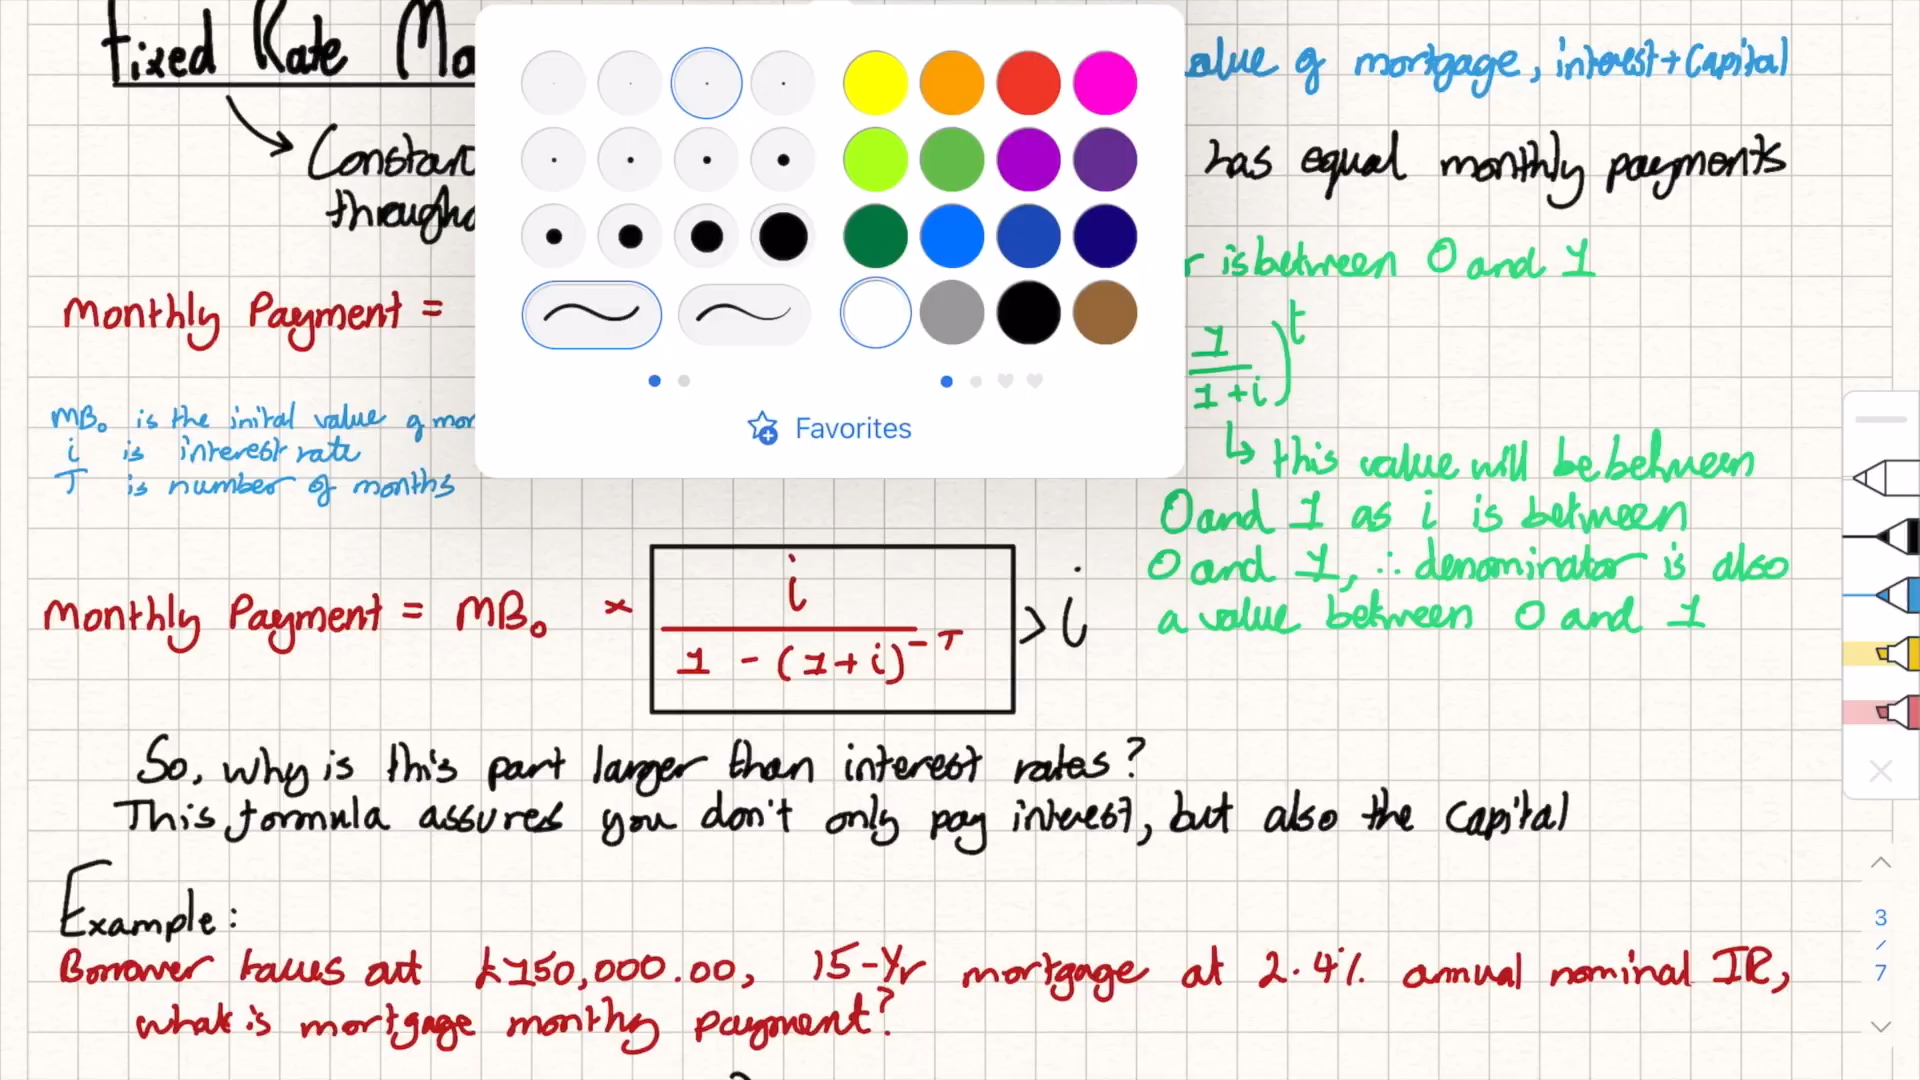 Fixed Rate Mo
alue of mortgage, interest + Capital
Constan
througho
has equal monthly payments
r is between 0 and 1
Monthly Payment =
1
1+i
)^t
MB₀ is the inital value of mor
i is interest rate
T is number of months
Favorites
↳ this value will be between
0 and 1 as i is between
0 and 1, ∴ denominator is also
a value between 0 and 1
Monthly Payment = MB₀ ×
i
1 - (1+i)^-T
> i
So, why is this part larger than interest rates?
This formula assures you don't only pay interest, but also the Capital
Example:
Borrower takes out £150,000.00, 15-Yr mortgage at 2.4% annual nominal IR,
what is mortgage monthy payment?
3
/
7